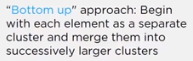 "Bottom up" approach: Begin
with each element as a separate
cluster and merge them into
successively larger clusters